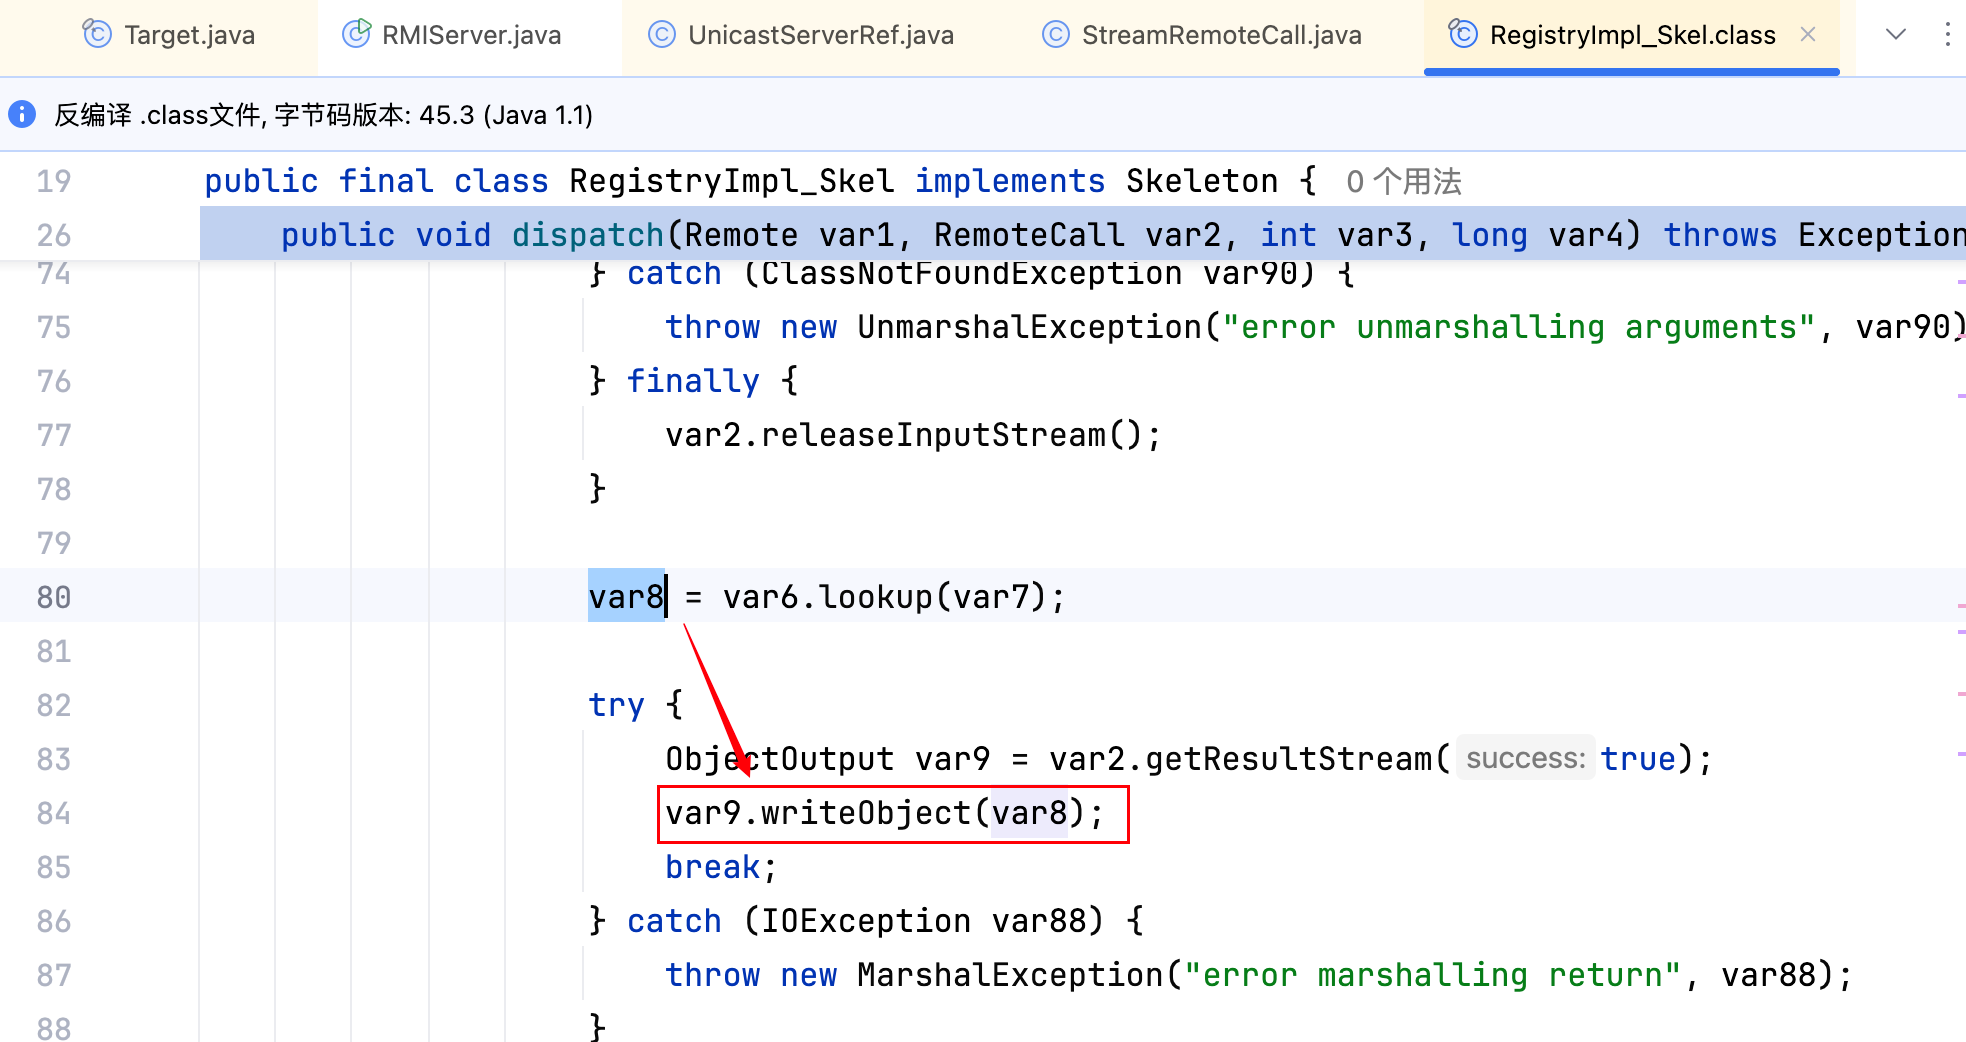 Target.java RMIServer.java UnicastServerRef.java StreamRemoteCall.java RegistryImpl_Skel.class
反编译 .class文件, 字节码版本: 45.3 (Java 1.1)
19 public final class RegistryImpl_Skel implements Skeleton { 0 个用法
26 public void dispatch(Remote var1, RemoteCall var2, int var3, long var4) throws Exception
74 } catch (ClassNotFoundException var90) {
75 throw new UnmarshalException("error unmarshalling arguments", var90)
76 } finally {
77 var2.releaseInputStream();
78 }
79
80 var8 = var6.lookup(var7);
81
82 try {
83 ObjectOutput var9 = var2.getResultStream( success: true);
84 var9.writeObject(var8);
85 break;
86 } catch (IOException var88) {
87 throw new MarshalException("error marshalling return", var88);
88 }